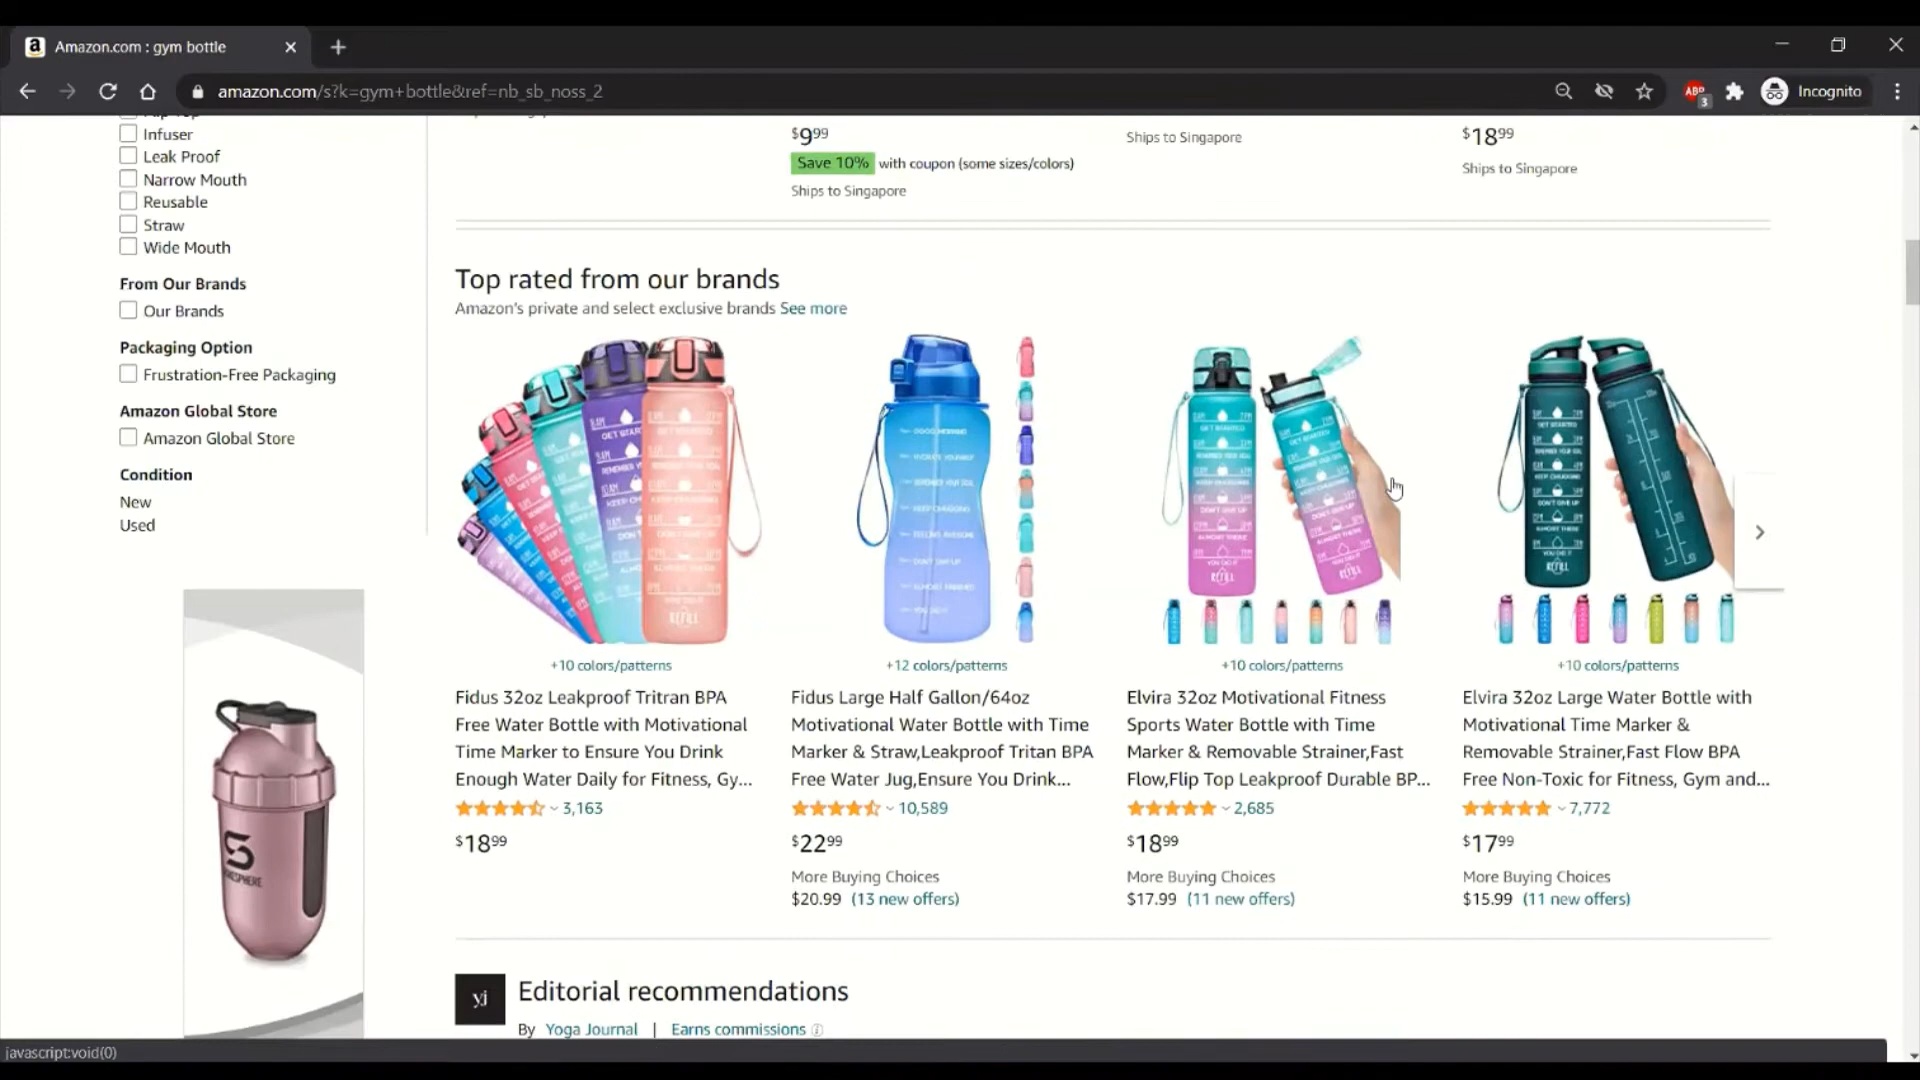 Amazon.com : gym bottle
amazon.com/s?k=gym+bottle&ref=nb_sb_noss_2
ABP
3
Incognito
Infuser
Leak Proof
Narrow Mouth
Reusable
Straw
Wide Mouth
From Our Brands
Our Brands
Packaging Option
Frustration-Free Packaging
Amazon Global Store
Amazon Global Store
Condition
New
Used
$9.99
Save 10% with coupon (some sizes/colors)
Ships to Singapore
Ships to Singapore
$18.99
Ships to Singapore
Top rated from our brands
Amazon's private and select exclusive brands See more
+10 colors/patterns
Fidus 32oz Leakproof Tritran BPA
Free Water Bottle with Motivational
Time Marker to Ensure You Drink
Enough Water Daily for Fitness, Gy...
3,163
$18.99
+12 colors/patterns
Fidus Large Half Gallon/64oz
Motivational Water Bottle with Time
Marker & Straw,Leakproof Tritan BPA
Free Water Jug,Ensure You Drink...
10,589
$22.99
More Buying Choices
$20.99 (13 new offers)
+10 colors/patterns
Elvira 32oz Motivational Fitness
Sports Water Bottle with Time
Marker & Removable Strainer,Fast
Flow,Flip Top Leakproof Durable BP...
2,685
$18.99
More Buying Choices
$17.99 (11 new offers)
+10 colors/patterns
Elvira 32oz Large Water Bottle with
Motivational Time Marker &
Removable Strainer,Fast Flow BPA
Free Non-Toxic for Fitness, Gym and...
7,772
$17.99
More Buying Choices
$15.99 (11 new offers)
yj
Editorial recommendations
By Yoga Journal | Earns commissions
javascript:void(0)